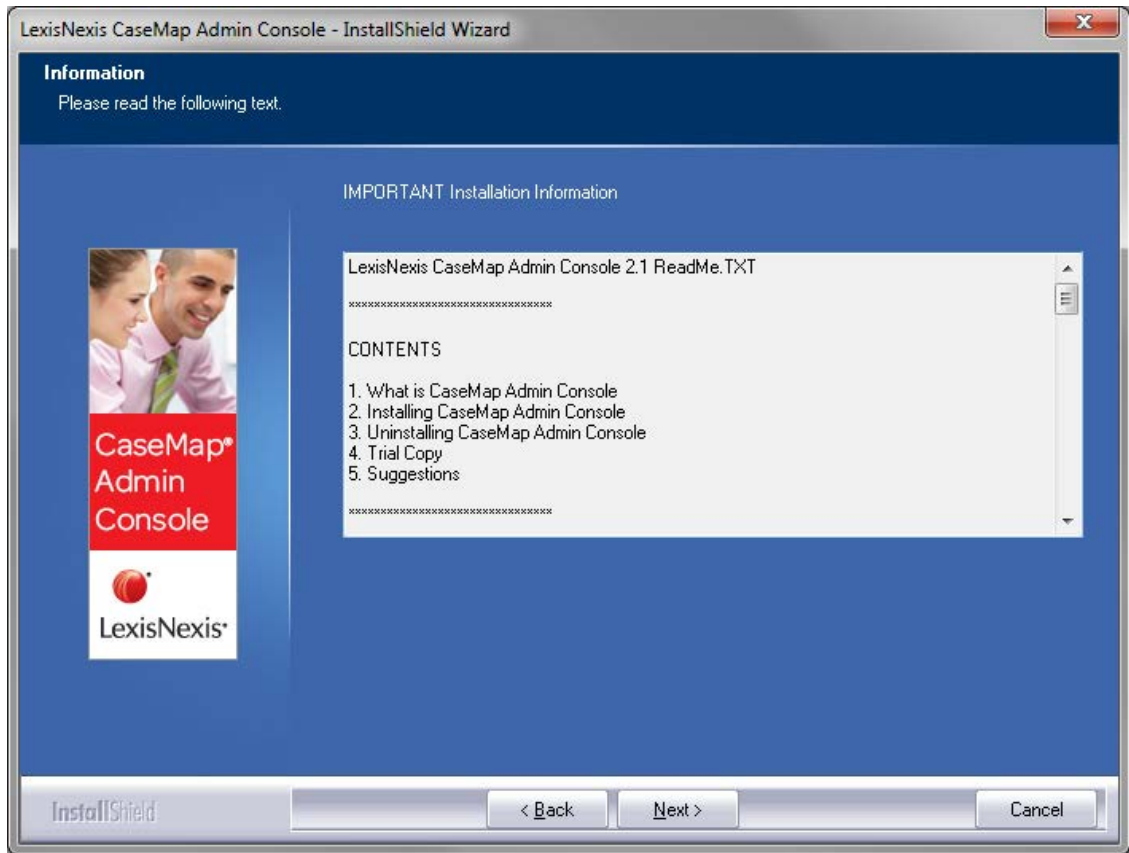 LexisNexis CaseMap Admin Console - InstallShield Wizard
Information
Please read the following text.
IMPORTANT Installation Information
LexisNexis CaseMap Admin Console 2.1 ReadMe.TXT
********************************
CONTENTS
1. What is CaseMap Admin Console
2. Installing CaseMap Admin Console
3. Uninstalling CaseMap Admin Console
4. Trial Copy
5. Suggestions
********************************
CaseMap®
Admin
Console
LexisNexis®
InstallShield
< Back
Next >
Cancel